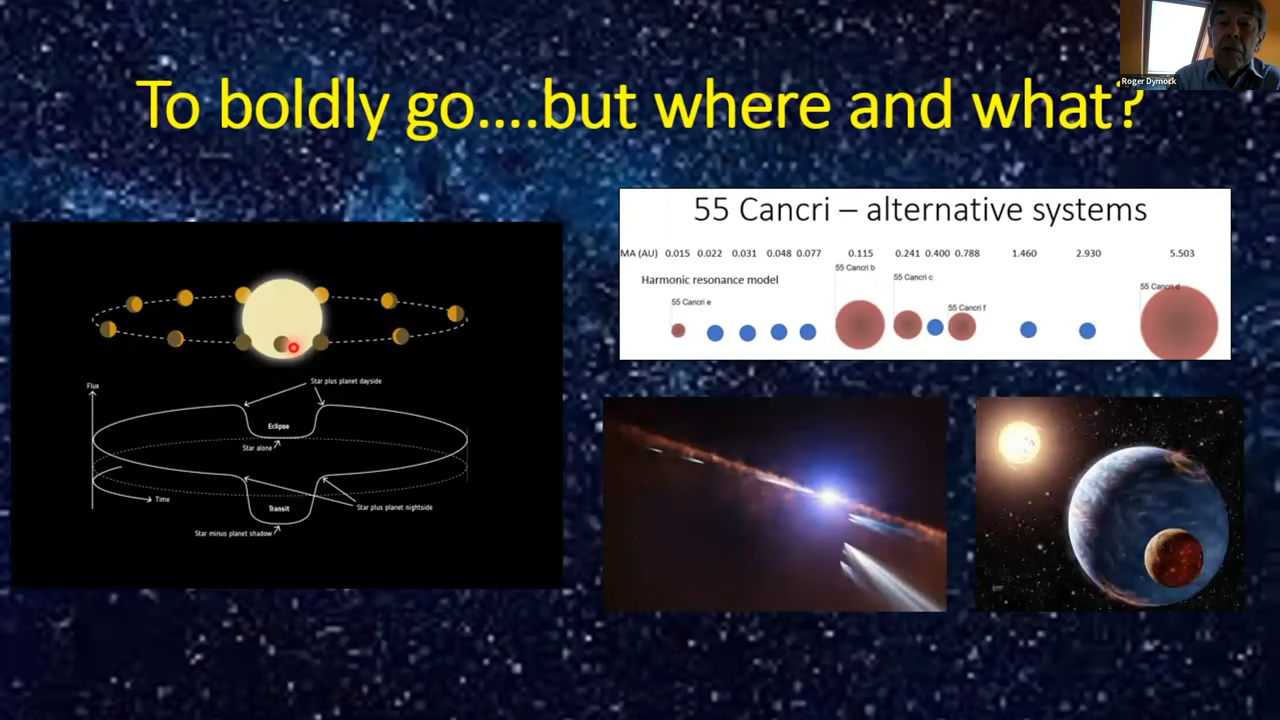 To boldly go....but where and what?
Roger Dymock
55 Cancri – alternative systems
MA (AU) 0.015 0.022 0.031 0.048 0.077 0.115 0.241 0.400 0.788 1.460 2.930 5.503
Harmonic resonance model
55 Cancri e
55 Cancri b
55 Cancri c
55 Cancri f
55 Cancri d
Flux
Star plus planet dayside
Eclipse
Star alone
Time
Transit
Star plus planet nightside
Star minus planet shadow